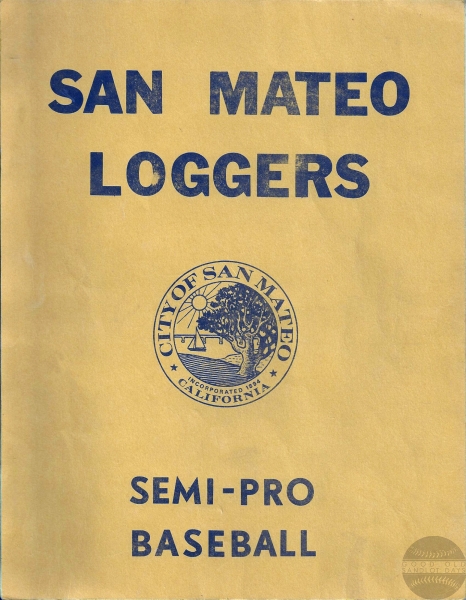 SAN MATEO
LOGGERS
CITY OF SAN MATEO
INCORPORATED 1894
CALIFORNIA
SEMI-PRO
BASEBALL